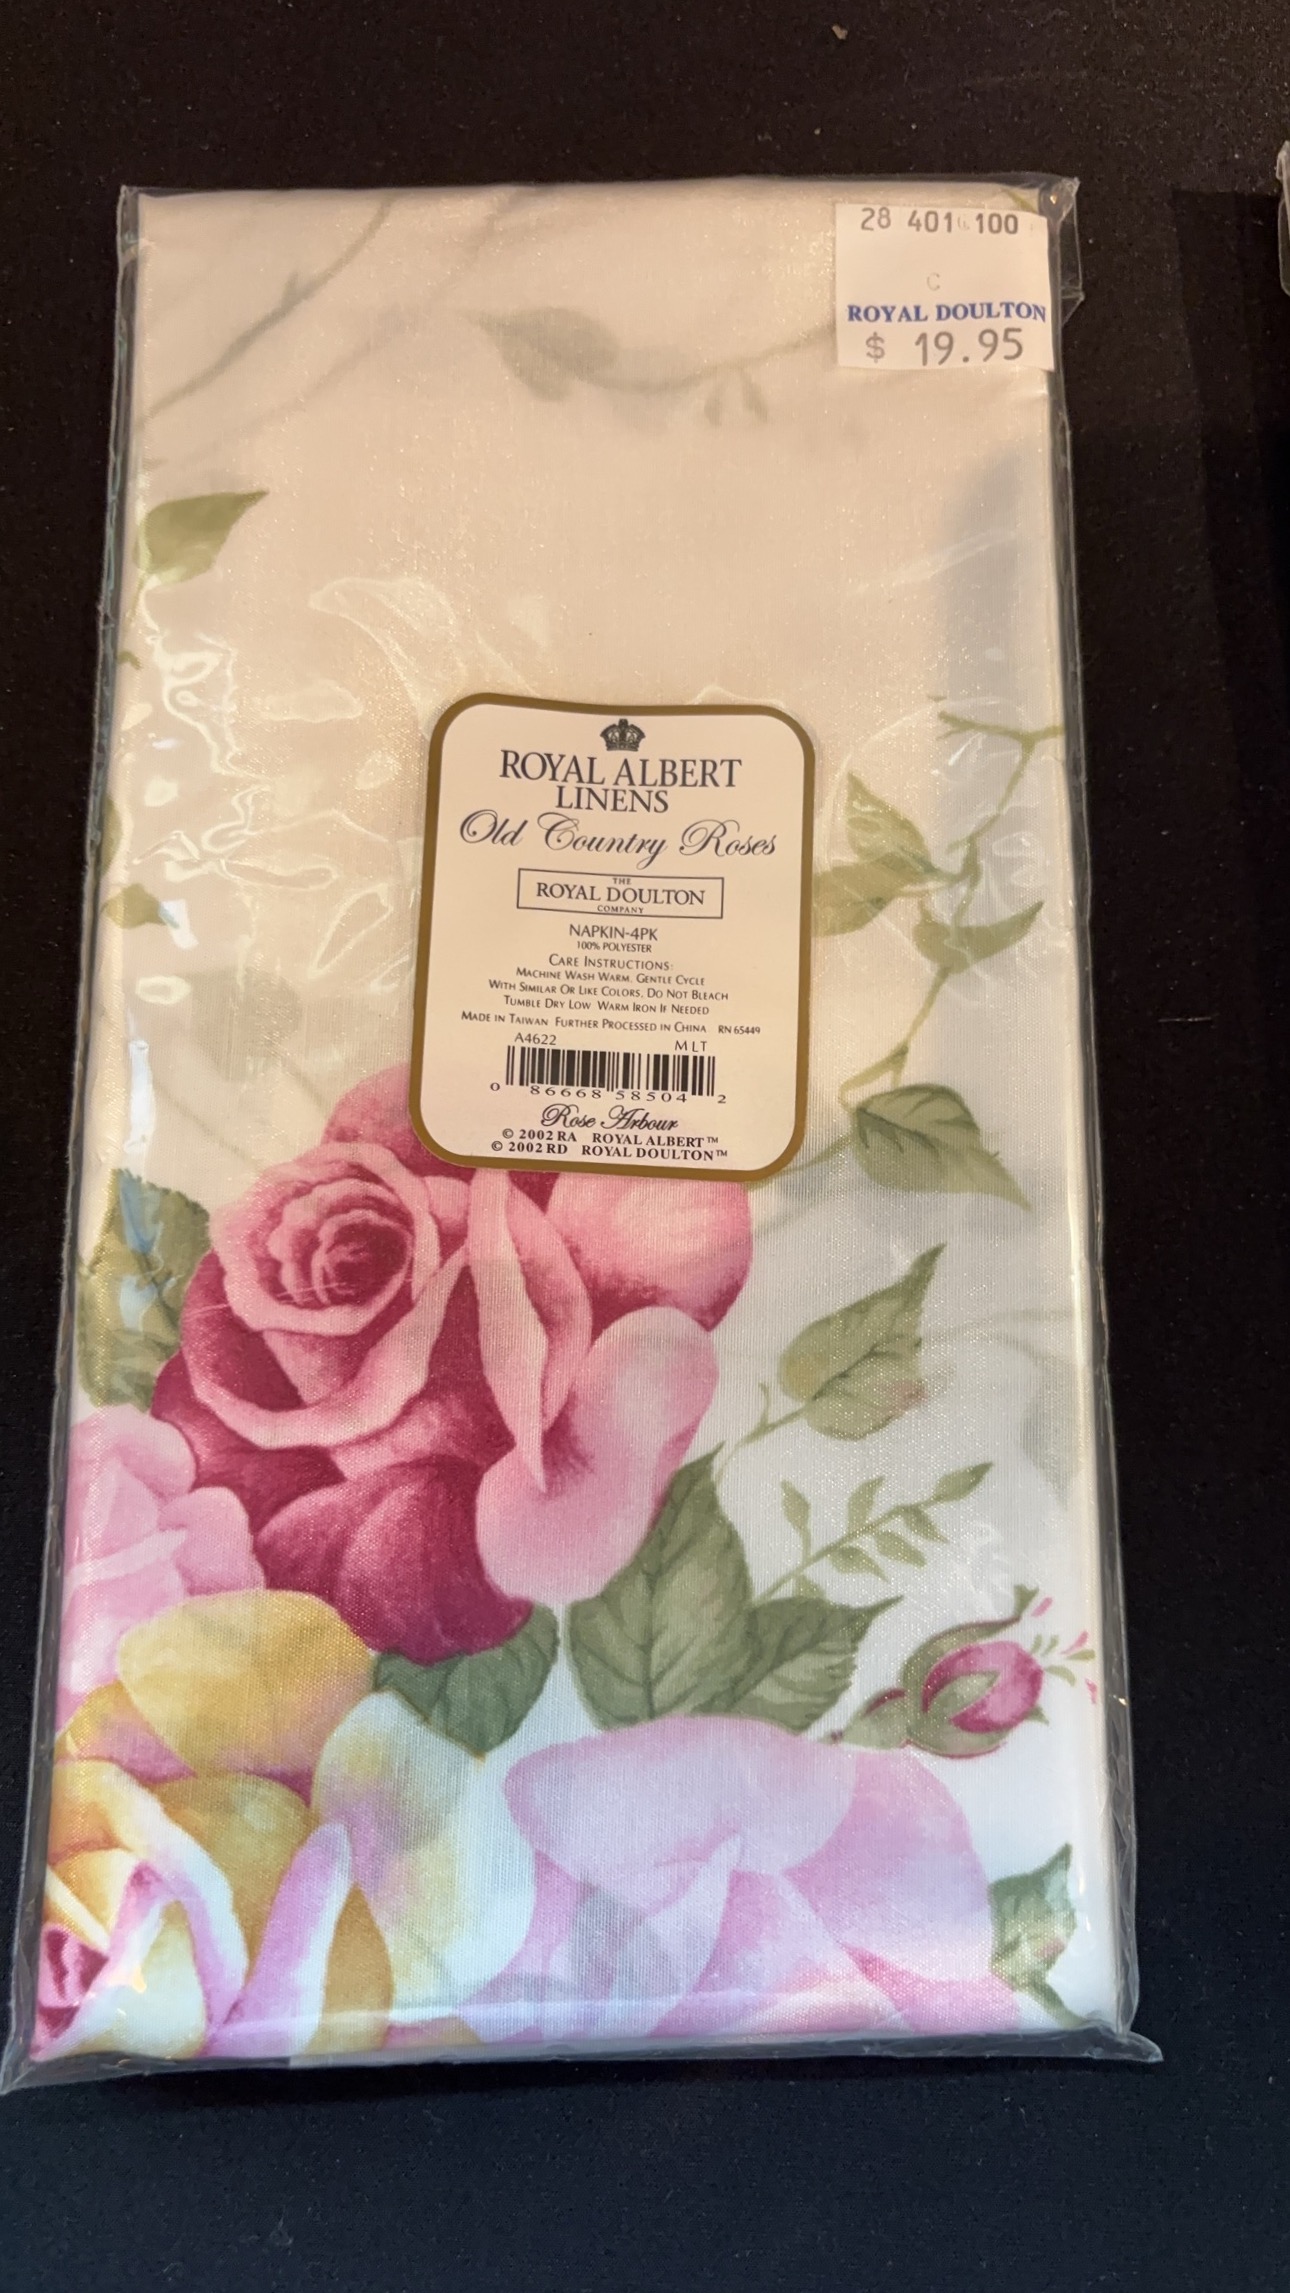 28 401 100
C
ROYAL DOULTON
$ 19.95
ROYAL ALBERT
LINENS
Old Country Roses
THE
ROYAL DOULTON
COMPANY
NAPKIN-4PK
100% POLYESTER
CARE INSTRUCTIONS:
MACHINE WASH WARM, GENTLE CYCLE
WITH SIMILAR OR LIKE COLORS, DO NOT BLEACH
TUMBLE DRY LOW WARM IRON IF NEEDED
MADE IN TAIWAN FURTHER PROCESSED IN CHINA RN 65449
A4622 MLT
0 86668 58504 2
Rose Arbour
© 2002 RA ROYAL ALBERT™
© 2002 RD ROYAL DOULTON™